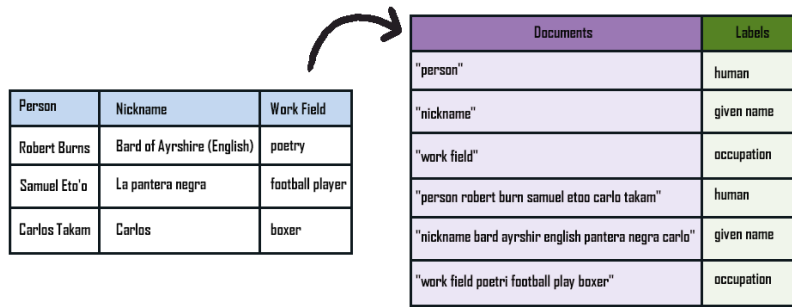 Person Nickname Work Field
Robert Burns Bard of Ayrshire (English) poetry
Samuel Eto'o La pantera negra football player
Carlos Takam Carlos boxer
Documents Labels
"person" human
"nickname" given name
"work field" occupation
"person robert burn samuel etoo carlo takam" human
"nickname bard ayrshir english pantera negra carlo" given name
"work field poetri football play boxer" occupation